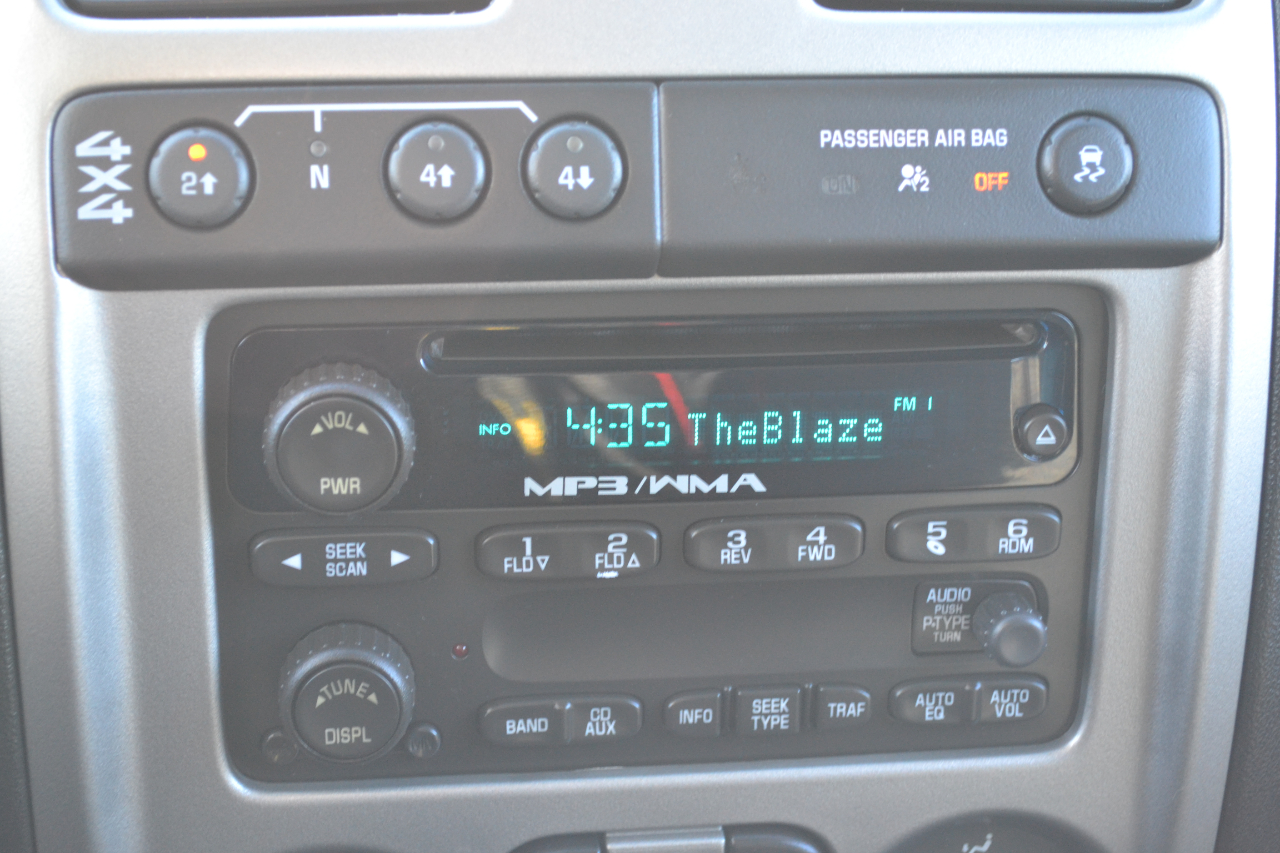 4X4
2↑
N
4↑
4↓
PASSENGER AIR BAG
ON
2
OFF
VOL
PWR
INFO
4:35
TheBlaze
FM 1
MP3/WMA
SEEK
SCAN
1
FLD ▽
2
FLD △
3
REV
4
FWD
5
6
RDM
AUDIO
PUSH
P-TYPE
TURN
TUNE
DISPL
BAND
CD
AUX
INFO
SEEK
TYPE
TRAF
AUTO
EQ
AUTO
VOL